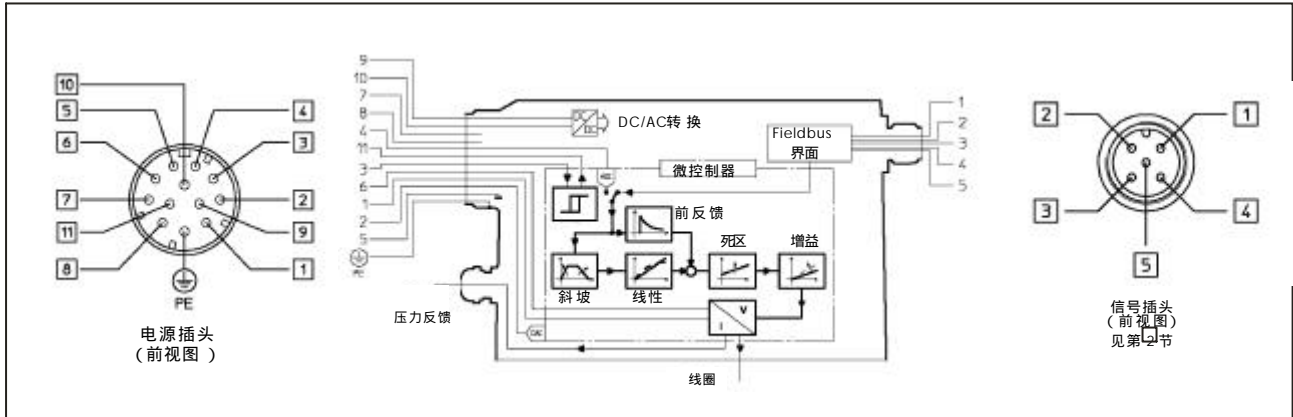 10
5
4
6
3
7
2
11
9
8
1
PE
电源插头
(前视图 )
9
10
7
8
4
11
3
6
1
2
5
PE
压力反馈
DC/AC转 换
微控制器
前反馈
斜 坡
线性
死区
增益
V
I
线圈
Fieldbus
界面
1
2
3
4
5
2
1
3
4
5
信号插头
( 前视图)
见第2节